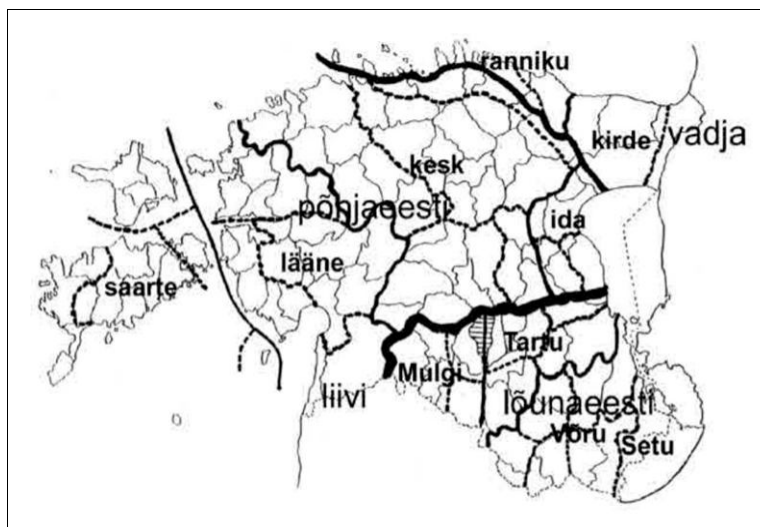 ranniku
kirde
vadja
kesk
põhjaeesti
ida
lääne
saarte
Tartu
Mulgi
liivi
lõunaeesti
Võru
Setu